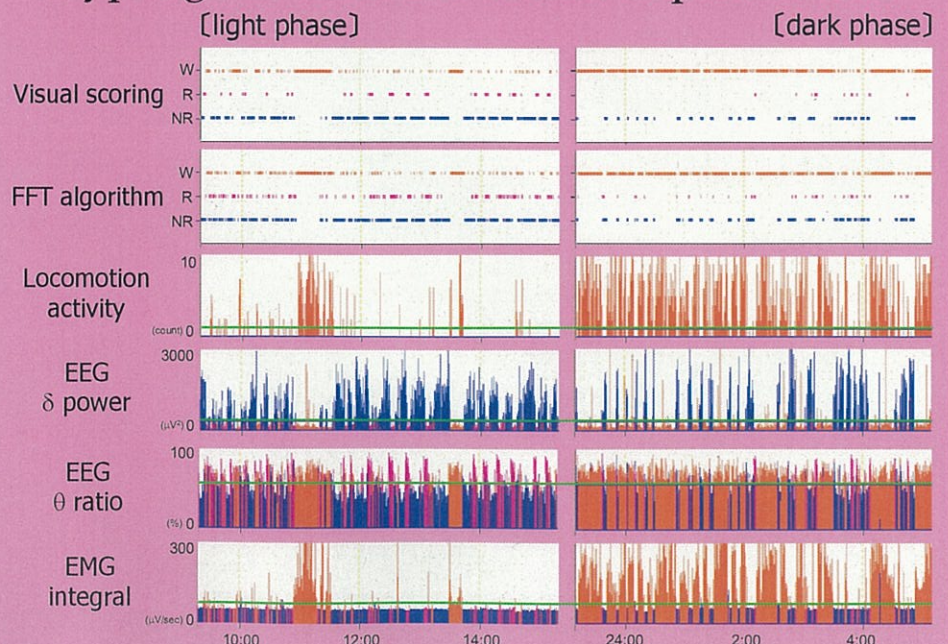 [light phase]
[dark phase]
Visual scoring
W
R
NR
FFT algorithm
W
R
NR
Locomotion
activity
10
(count) 0
EEG
δ power
3000
(μV²) 0
EEG
θ ratio
100
(%) 0
EMG
integral
300
(μV/sec) 0
10:00
12:00
14:00
24:00
2:00
4:00